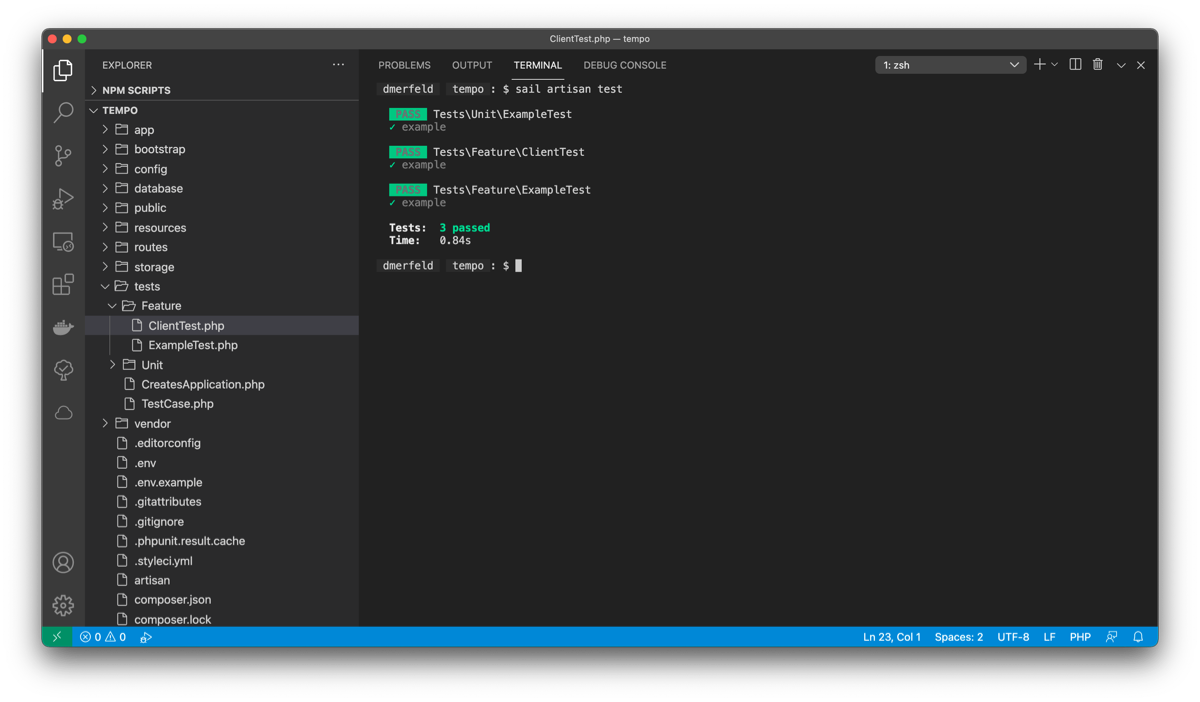 ClientTest.php — tempo
EXPLORER
NPM SCRIPTS
TEMPO
app
bootstrap
config
database
public
resources
routes
storage
tests
Feature
ClientTest.php
ExampleTest.php
Unit
CreatesApplication.php
TestCase.php
vendor
.editorconfig
.env
.env.example
.gitattributes
.gitignore
.phpunit.result.cache
.styleci.yml
artisan
composer.json
composer.lock
PROBLEMS OUTPUT TERMINAL DEBUG CONSOLE 1: zsh
dmerfeld tempo : $ sail artisan test
PASS Tests\Unit\ExampleTest
✓ example
PASS Tests\Feature\ClientTest
✓ example
PASS Tests\Feature\ExampleTest
✓ example
Tests: 3 passed
Time: 0.84s
dmerfeld tempo : $
0 0 Ln 23, Col 1 Spaces: 2 UTF-8 LF PHP